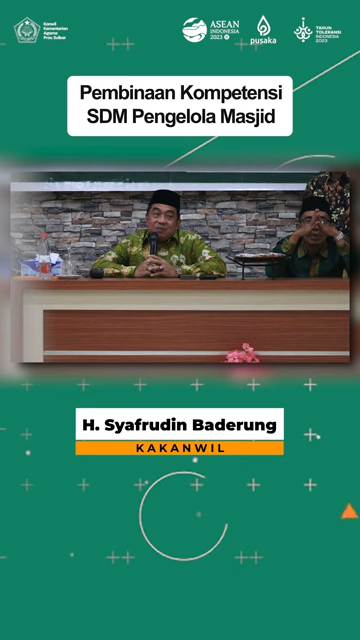 Kanwil
Kementerian
Agama
Prov. Sulbar
ASEAN
INDONESIA
2023
pusaka
TAHUN
TOLERANSI
INDONESIA
2023
Pembinaan Kompetensi
SDM Pengelola Masjid
H. Syafrudin Baderung
KAKANWIL